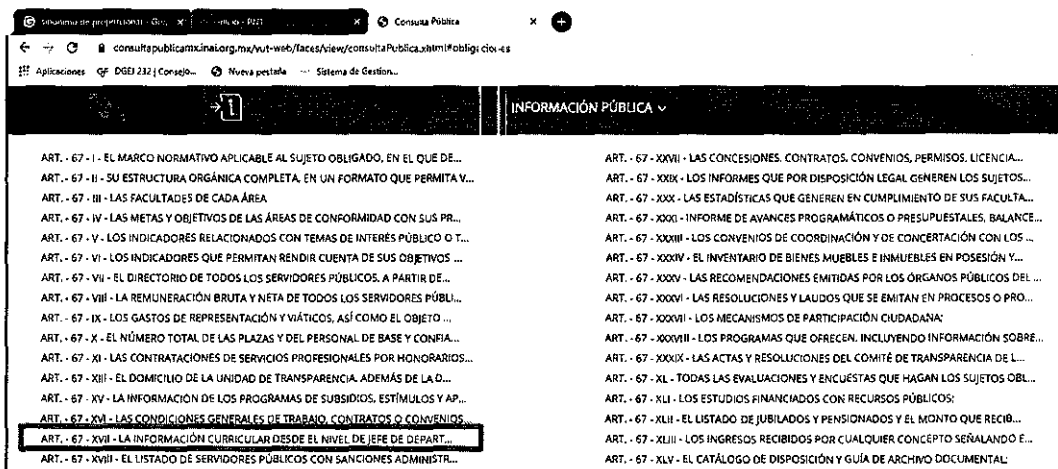 Consulta Pública
consultapublicamx.inai.org.mx/vut-web/faces/view/consultaPublica.xhtml#obligaciones
Aplicaciones GF DGEJ 232 | Consejo... Nueva pestaña Sistema de Gestion...
INFORMACIÓN PÚBLICA
ART. - 67 - I - EL MARCO NORMATIVO APLICABLE AL SUJETO OBLIGADO, EN EL QUE DE...
ART. - 67 - II - SU ESTRUCTURA ORGÁNICA COMPLETA, EN UN FORMATO QUE PERMITA V...
ART. - 67 - III - LAS FACULTADES DE CADA ÁREA
ART. - 67 - IV - LAS METAS Y OBJETIVOS DE LAS ÁREAS DE CONFORMIDAD CON SUS PR...
ART. - 67 - V - LOS INDICADORES RELACIONADOS CON TEMAS DE INTERÉS PÚBLICO O T...
ART. - 67 - VI - LOS INDICADORES QUE PERMITAN RENDIR CUENTA DE SUS OBJETIVOS ...
ART. - 67 - VII - EL DIRECTORIO DE TODOS LOS SERVIDORES PÚBLICOS, A PARTIR DE...
ART. - 67 - VIII - LA REMUNERACIÓN BRUTA Y NETA DE TODOS LOS SERVIDORES PÚBLI...
ART. - 67 - IX - LOS GASTOS DE REPRESENTACIÓN Y VIÁTICOS, ASÍ COMO EL OBJETO ...
ART. - 67 - X - EL NÚMERO TOTAL DE LAS PLAZAS Y DEL PERSONAL DE BASE Y CONFIA...
ART. - 67 - XI - LAS CONTRATACIONES DE SERVICIOS PROFESIONALES POR HONORARIOS...
ART. - 67 - XIII - EL DOMICILIO DE LA UNIDAD DE TRANSPARENCIA, ADEMÁS DE LA D...
ART. - 67 - XV - LA INFORMACIÓN DE LOS PROGRAMAS DE SUBSIDIOS, ESTÍMULOS Y AP...
ART. - 67 - XVI - LAS CONDICIONES GENERALES DE TRABAJO, CONTRATOS O CONVENIOS...
ART. - 67 - XVII - LA INFORMACIÓN CURRICULAR DESDE EL NIVEL DE JEFE DE DEPART...
ART. - 67 - XVIII - EL LISTADO DE SERVIDORES PÚBLICOS CON SANCIONES ADMINISTR...
ART. - 67 - XXVII - LAS CONCESIONES, CONTRATOS, CONVENIOS, PERMISOS, LICENCIA...
ART. - 67 - XXIX - LOS INFORMES QUE POR DISPOSICIÓN LEGAL GENEREN LOS SUJETOS...
ART. - 67 - XXX - LAS ESTADÍSTICAS QUE GENEREN EN CUMPLIMIENTO DE SUS FACULTA...
ART. - 67 - XXXI - INFORME DE AVANCES PROGRAMÁTICOS O PRESUPUESTALES, BALANCE...
ART. - 67 - XXXIII - LOS CONVENIOS DE COORDINACIÓN Y DE CONCERTACIÓN CON LOS ...
ART. - 67 - XXXIV - EL INVENTARIO DE BIENES MUEBLES E INMUEBLES EN POSESIÓN Y...
ART. - 67 - XXXV - LAS RECOMENDACIONES EMITIDAS POR LOS ÓRGANOS PÚBLICOS DEL ...
ART. - 67 - XXXVI - LAS RESOLUCIONES Y LAUDOS QUE SE EMITAN EN PROCESOS O PRO...
ART. - 67 - XXXVII - LOS MECANISMOS DE PARTICIPACIÓN CIUDADANA;
ART. - 67 - XXXVIII - LOS PROGRAMAS QUE OFRECEN, INCLUYENDO INFORMACIÓN SOBRE...
ART. - 67 - XXXIX - LAS ACTAS Y RESOLUCIONES DEL COMITÉ DE TRANSPARENCIA DE L...
ART. - 67 - XL - TODAS LAS EVALUACIONES Y ENCUESTAS QUE HAGAN LOS SUJETOS OBL...
ART. - 67 - XLI - LOS ESTUDIOS FINANCIADOS CON RECURSOS PÚBLICOS;
ART. - 67 - XLII - EL LISTADO DE JUBILADOS Y PENSIONADOS Y EL MONTO QUE RECIB...
ART. - 67 - XLIII - LOS INGRESOS RECIBIDOS POR CUALQUIER CONCEPTO SEÑALANDO E...
ART. - 67 - XLV - EL CATÁLOGO DE DISPOSICIÓN Y GUÍA DE ARCHIVO DOCUMENTAL;